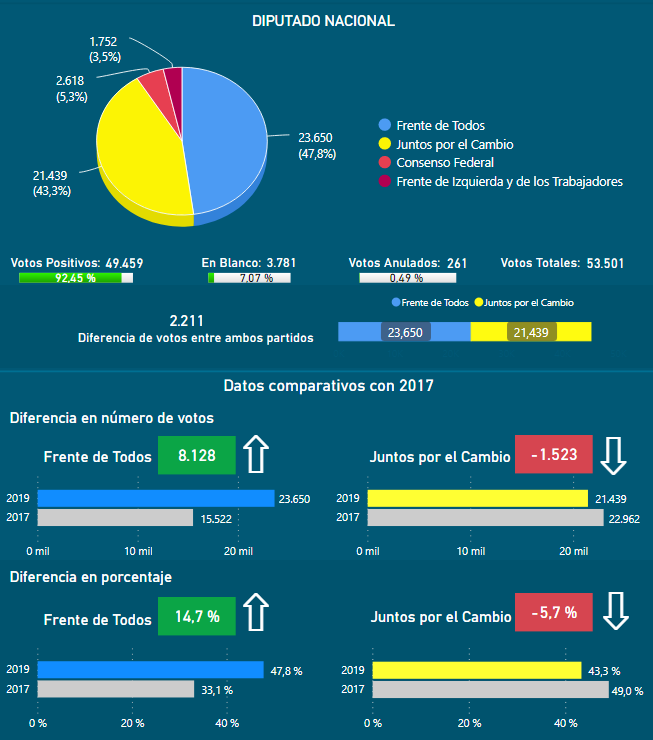 DIPUTADO NACIONAL
1.752
(3,5%)
2.618
(5,3%)
23.650
(47,8%)
21.439
(43,3%)
Frente de Todos
Juntos por el Cambio
Consenso Federal
Frente de Izquierda y de los Trabajadores
Votos Positivos: 49.459
92,45 %
En Blanco: 3.781
7,07 %
Votos Anulados: 261
0,49 %
Votos Totales: 53.501
2.211
Diferencia de votos entre ambos partidos
Frente de Todos Juntos por el Cambio
23,650 21,439
Datos comparativos con 2017
Diferencia en número de votos
Frente de Todos 8.128
2019 23.650
2017 15.522
0 mil 10 mil 20 mil
Juntos por el Cambio -1.523
2019 21.439
2017 22.962
0 mil 10 mil 20 mil
Diferencia en porcentaje
Frente de Todos 14,7 %
2019 47,8 %
2017 33,1 %
0 % 20 % 40 %
Juntos por el Cambio -5,7 %
2019 43,3 %
2017 49,0 %
0 % 20 % 40 %